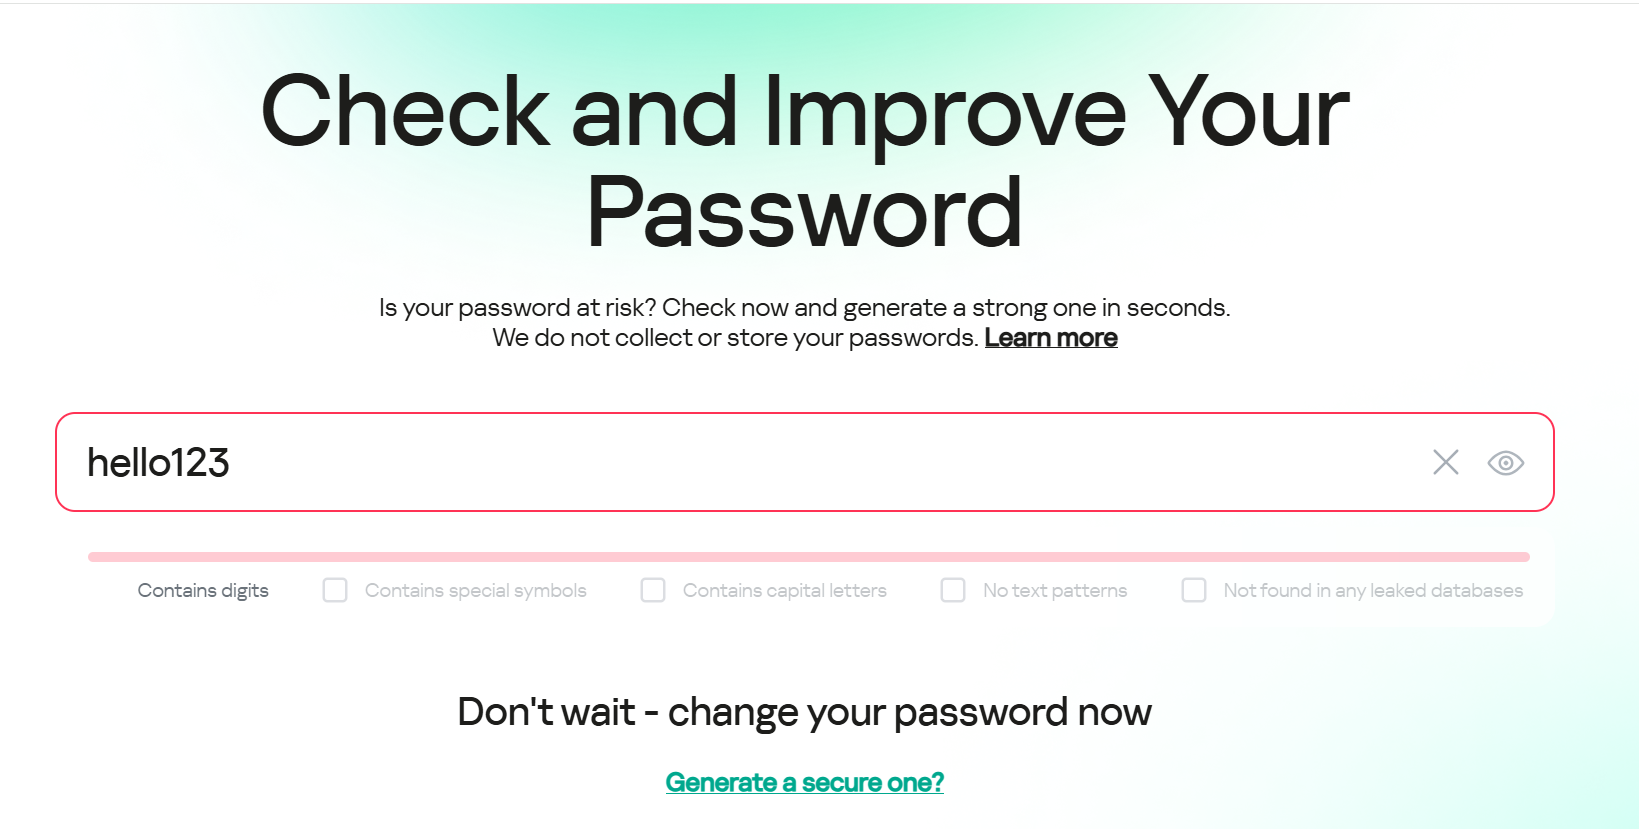 Check and Improve Your
Password
Is your password at risk? Check now and generate a strong one in seconds.
We do not collect or store your passwords. Learn more
hello123
Contains digits
Contains special symbols
Contains capital letters
No text patterns
Not found in any leaked databases
Don't wait - change your password now
Generate a secure one?